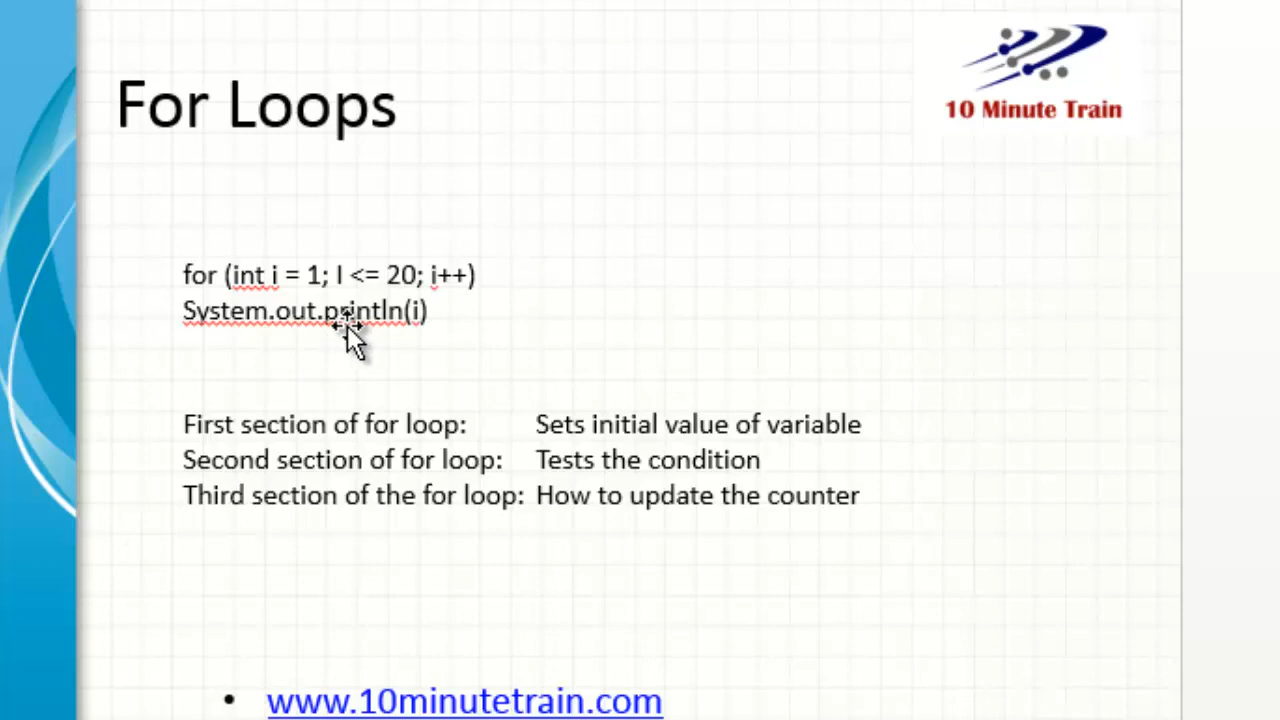 For Loops
10 Minute Train
for (int i = 1; I <= 20; i++)
System.out.println(i)
First section of for loop: Sets initial value of variable
Second section of for loop: Tests the condition
Third section of the for loop: How to update the counter
• www.10minutetrain.com